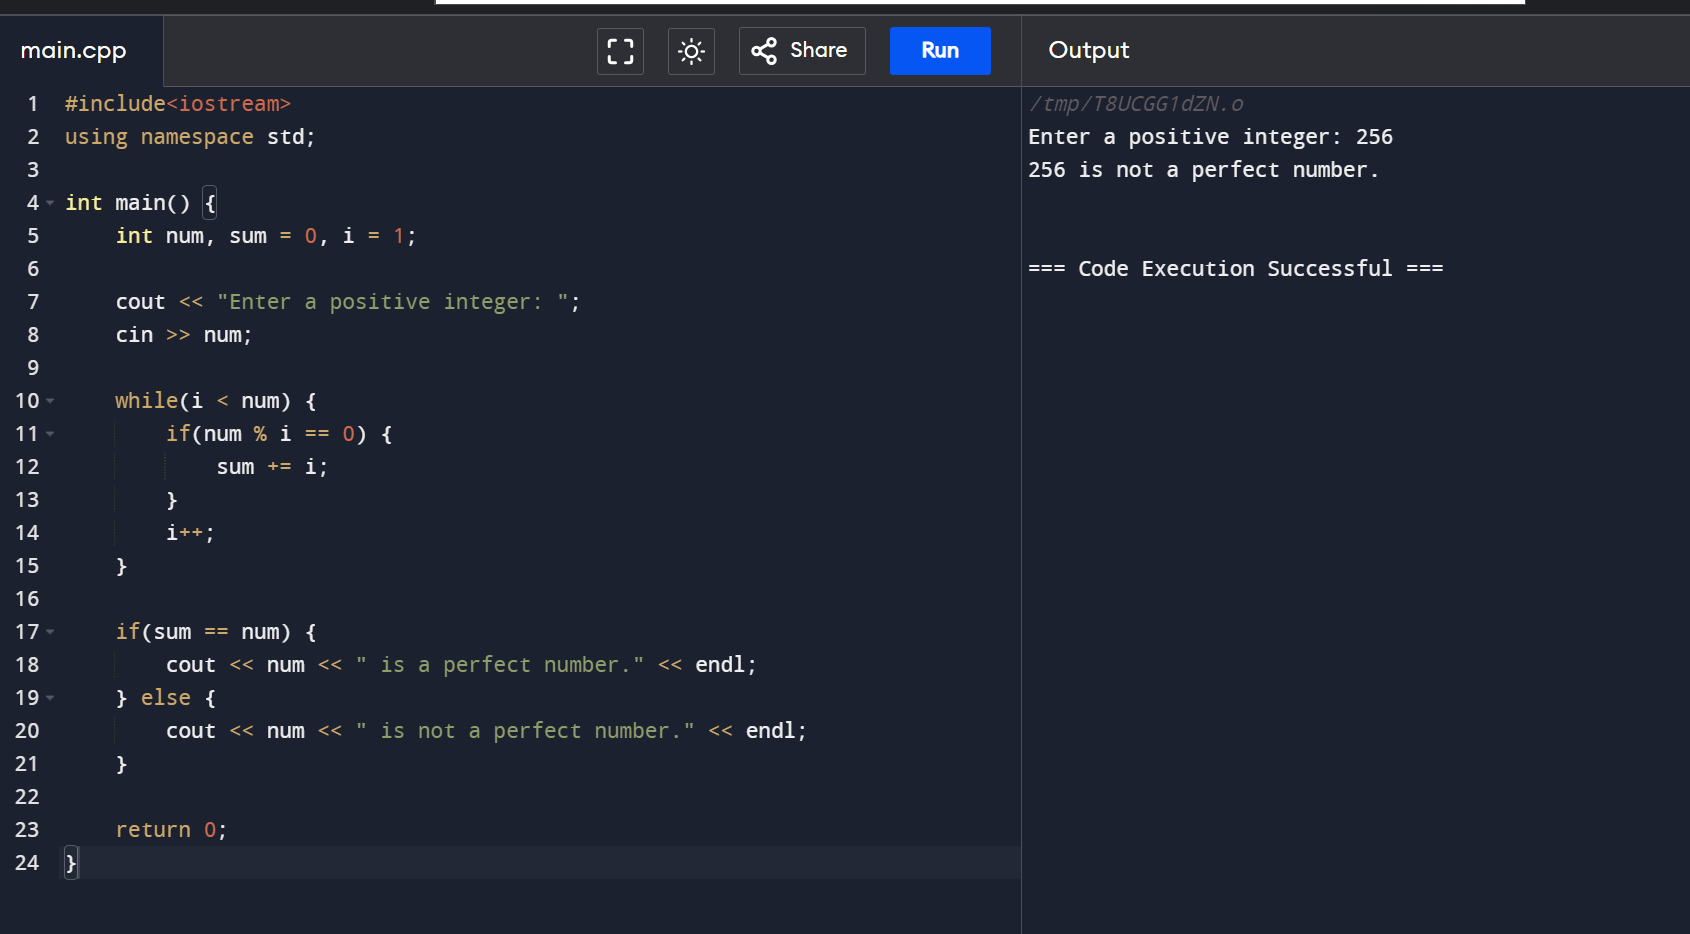 main.cpp
Share
Run
Output
1 #include<iostream>
2 using namespace std;
3
4 int main() {
5     int num, sum = 0, i = 1;
6
7     cout << "Enter a positive integer: ";
8     cin >> num;
9
10     while(i < num) {
11         if(num % i == 0) {
12             sum += i;
13         }
14         i++;
15     }
16
17     if(sum == num) {
18         cout << num << " is a perfect number." << endl;
19     } else {
20         cout << num << " is not a perfect number." << endl;
21     }
22
23     return 0;
24 }
/tmp/T8UCGG1dZN.o
Enter a positive integer: 256
256 is not a perfect number.
=== Code Execution Successful ===